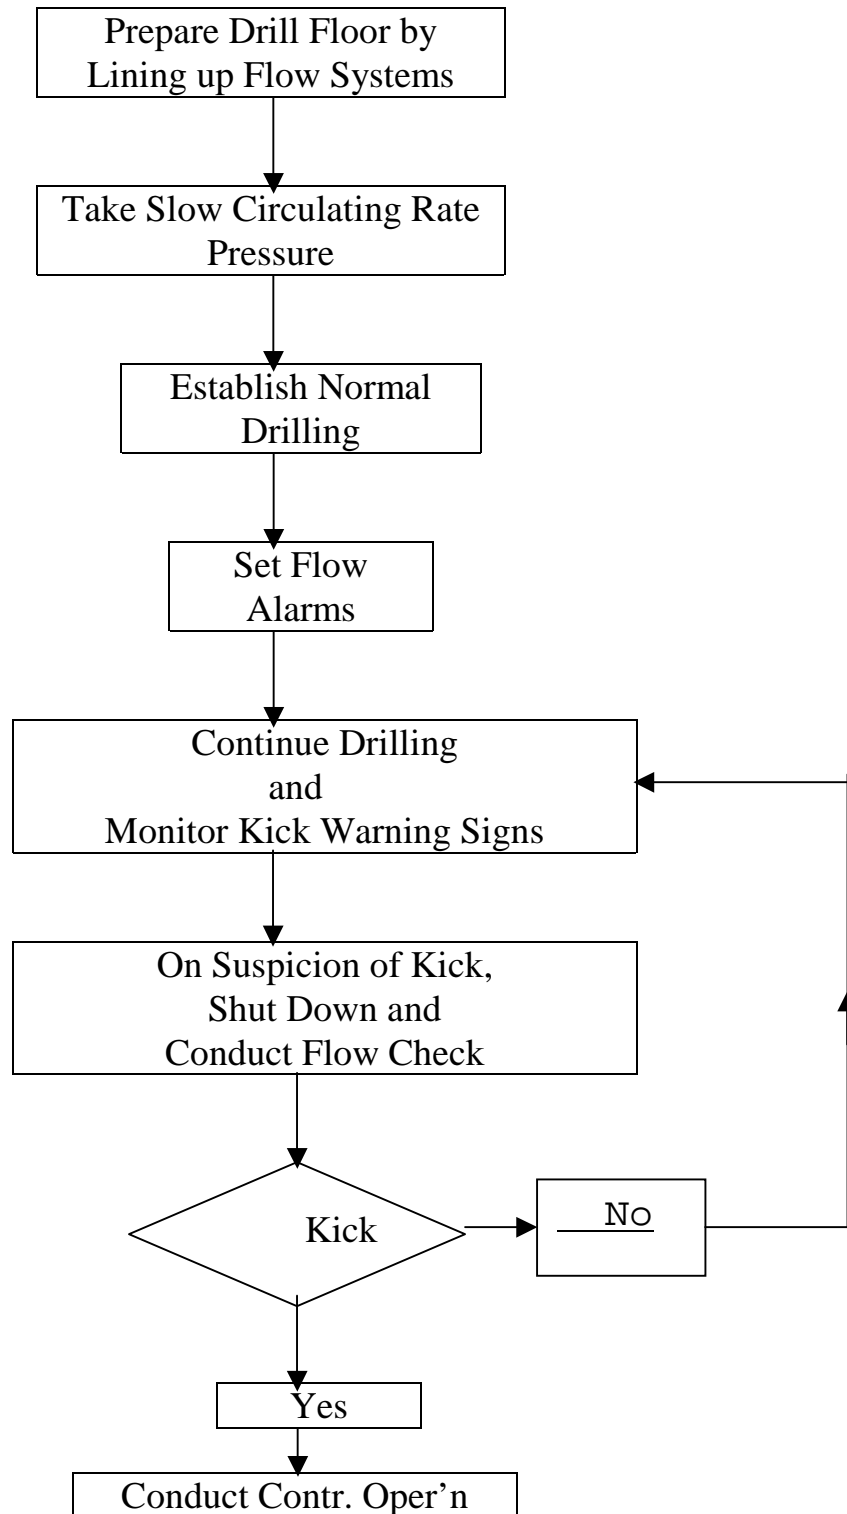 Prepare Drill Floor by
Lining up Flow Systems
Take Slow Circulating Rate
Pressure
Establish Normal
Drilling
Set Flow
Alarms
Continue Drilling
and
Monitor Kick Warning Signs
On Suspicion of Kick,
Shut Down and
Conduct Flow Check
Kick
No
Yes
Conduct Contr. Oper’n